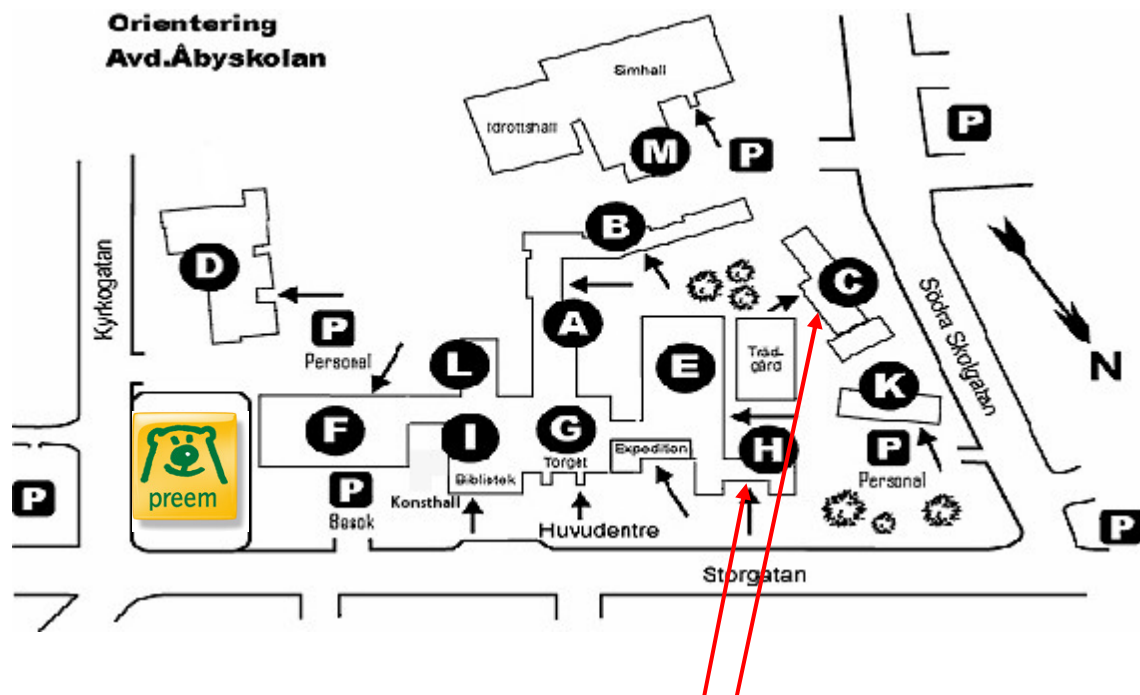 Orientering
Avd.Åbyskolan
Simhall
Idrottshall
P
M
P
B
D
C
Kyrkogatan
Södra Skolgatan
P
Personal
A
L
E
Träd-
gård
N
K
F
I
G
Torget
Expedition
H
P
Personal
preem
P
P
Besök
Bibliotek
Konsthall
Huvudentre
P
Storgatan